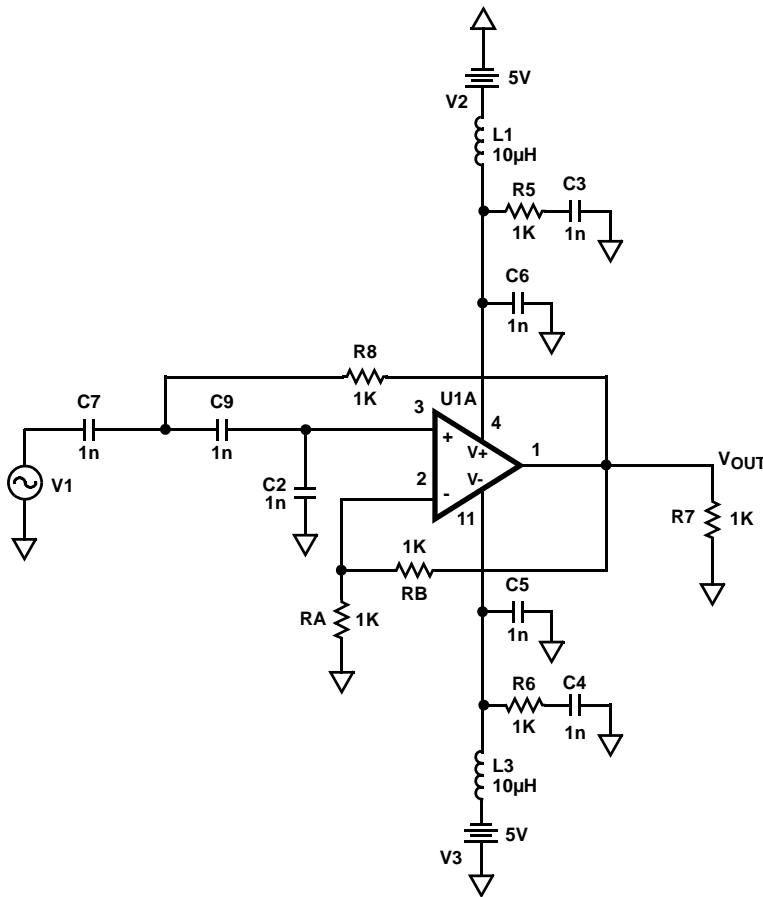 5V
V2
L1
10µH
R5
C3
1K
1n
C6
1n
R8
1K
U1A
C7
1n
C9
1n
3
4
+
V+
1
V1
C2
1n
2
-
V-
11
VOUT
R7
1K
1K
RB
RA
1K
C5
1n
R6
C4
1K
1n
L3
10µH
5V
V3